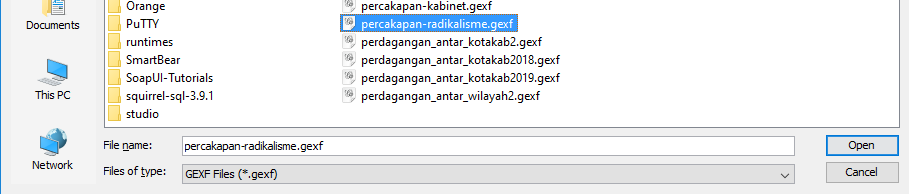 Documents
This PC
Network
Orange
PuTTY
runtimes
SmartBear
SoapUI-Tutorials
squirrel-sql-3.9.1
studio
percakapan-kabinet.gexf
percakapan-radikalisme.gexf
perdagangan_antar_kotakab2.gexf
perdagangan_antar_kotakab2018.gexf
perdagangan_antar_kotakab2019.gexf
perdagangan_antar_wilayah2.gexf
File name: percakapan-radikalisme.gexf Open
Files of type: GEXF Files (*.gexf) Cancel